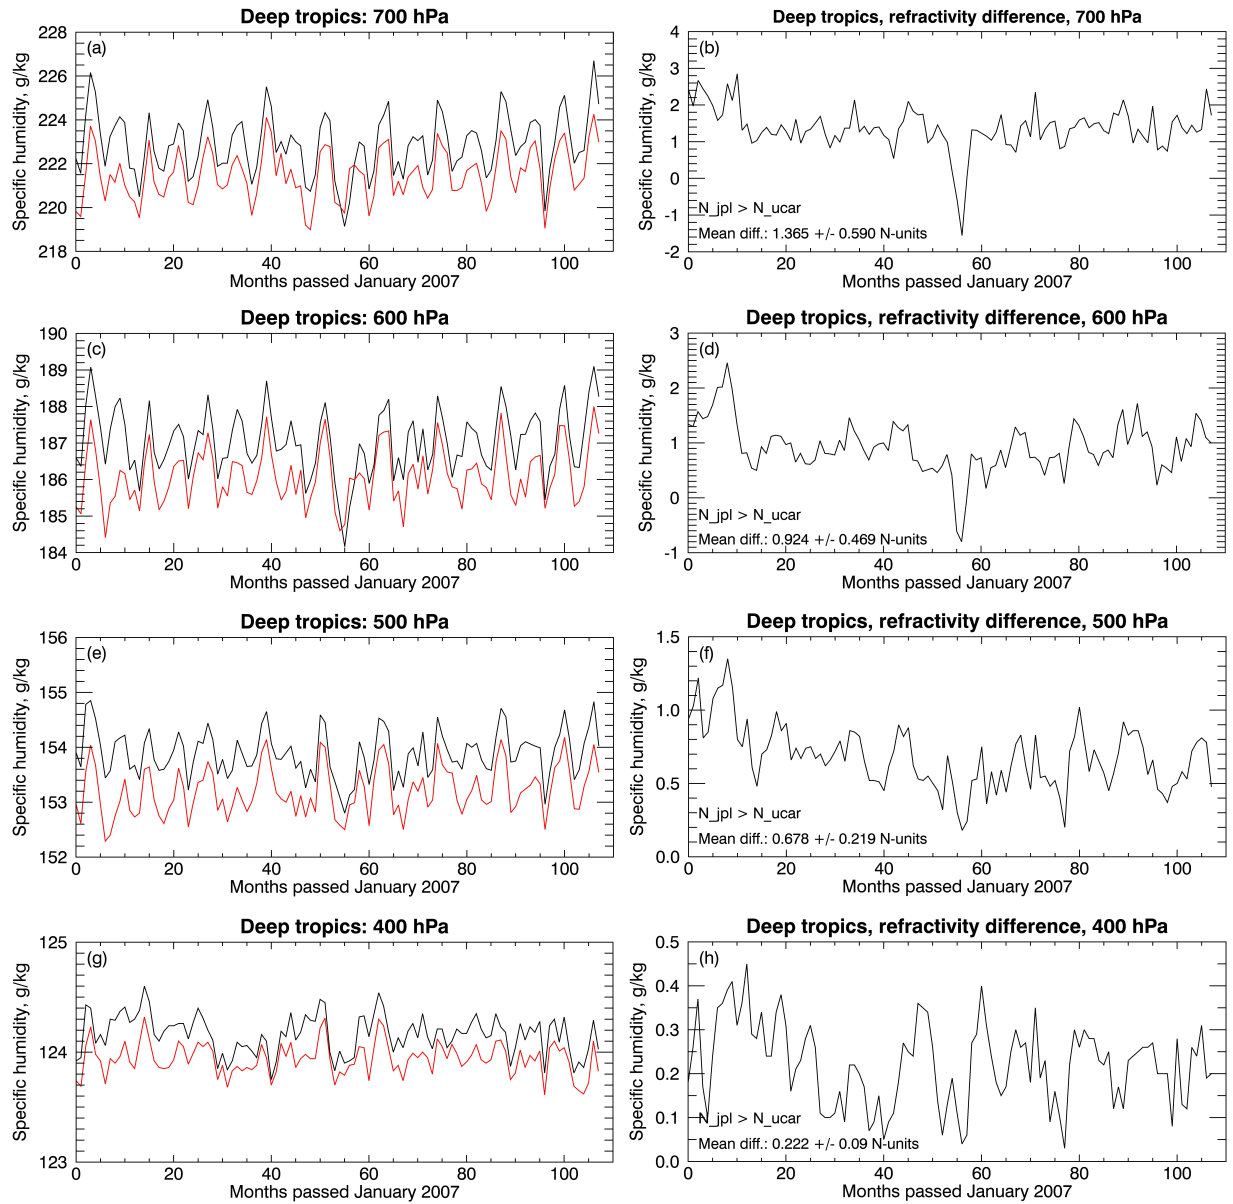 Deep tropics: 700 hPa
228
226
224
222
220
218
Specific humidity, g/kg
(a)
0 20 40 60 80 100
Months passed January 2007
Deep tropics, refractivity difference, 700 hPa
4
3
2
1
0
-1
-2
Specific humidity, g/kg
(b)
N_jpl > N_ucar
Mean diff.: 1.365 +/- 0.590 N-units
0 20 40 60 80 100
Months passed January 2007
Deep tropics: 600 hPa
190
189
188
187
186
185
184
Specific humidity, g/kg
(c)
0 20 40 60 80 100
Months passed January 2007
Deep tropics, refractivity difference, 600 hPa
3
2
1
0
-1
Specific humidity, g/kg
(d)
N_jpl > N_ucar
Mean diff.: 0.924 +/- 0.469 N-units
0 20 40 60 80 100
Months passed January 2007
Deep tropics: 500 hPa
156
155
154
153
152
Specific humidity, g/kg
(e)
0 20 40 60 80 100
Months passed January 2007
Deep tropics, refractivity difference, 500 hPa
1.5
1.0
0.5
0.0
Specific humidity, g/kg
(f)
N_jpl > N_ucar
Mean diff.: 0.678 +/- 0.219 N-units
0 20 40 60 80 100
Months passed January 2007
Deep tropics: 400 hPa
125
124
123
Specific humidity, g/kg
(g)
0 20 40 60 80 100
Months passed January 2007
Deep tropics, refractivity difference, 400 hPa
0.5
0.4
0.3
0.2
0.1
0.0
Specific humidity, g/kg
(h)
N_jpl > N_ucar
Mean diff.: 0.222 +/- 0.09 N-units
0 20 40 60 80 100
Months passed January 2007